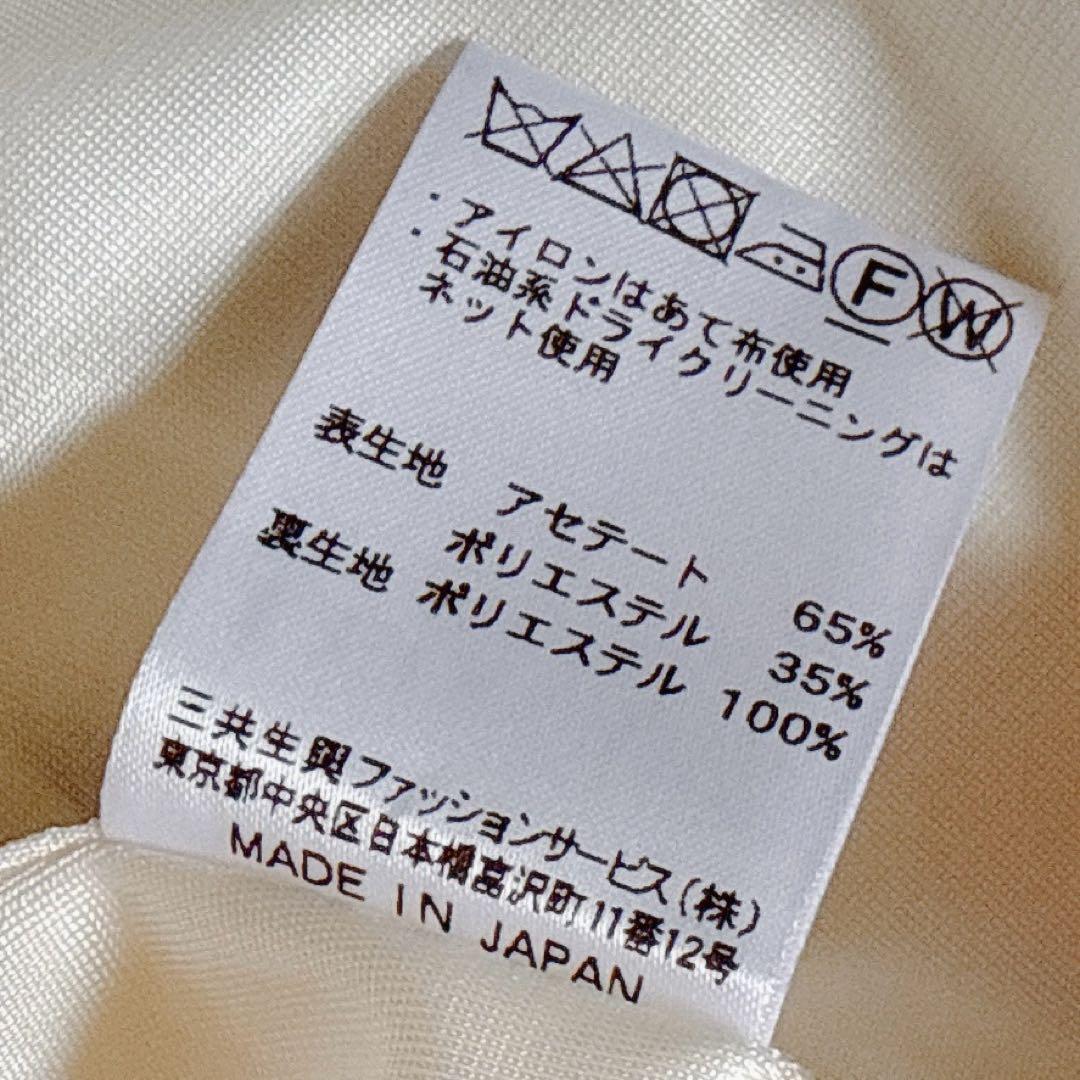 F W
・アイロンはあて布使用
・石油系ドライクリーニングは
ネット使用
表生地 アセテート 65%
ポリエステル 35%
裏生地 ポリエステル 100%
三共生興ファッションサービス(株)
東京都中央区日本橋富沢町11番12号
MADE IN JAPAN